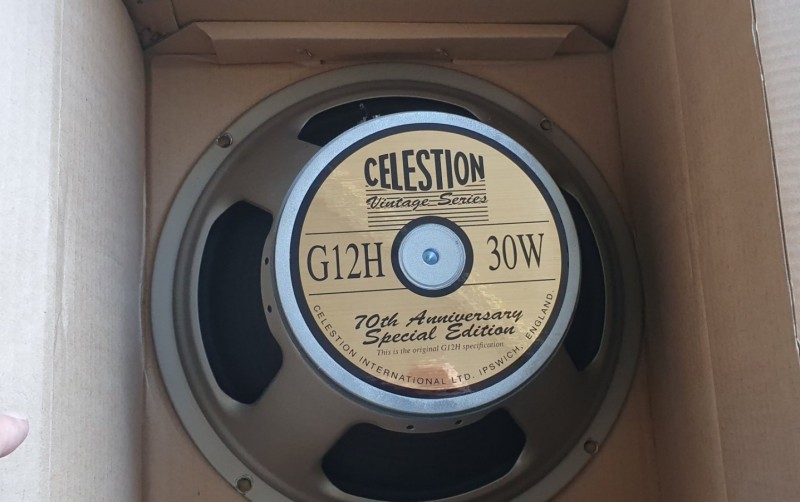 CELESTION
Vintage Series
G12H 30W
70th Anniversary
Special Edition
This is the original G12H specification
CELESTION INTERNATIONAL LTD. IPSWICH, ENGLAND.